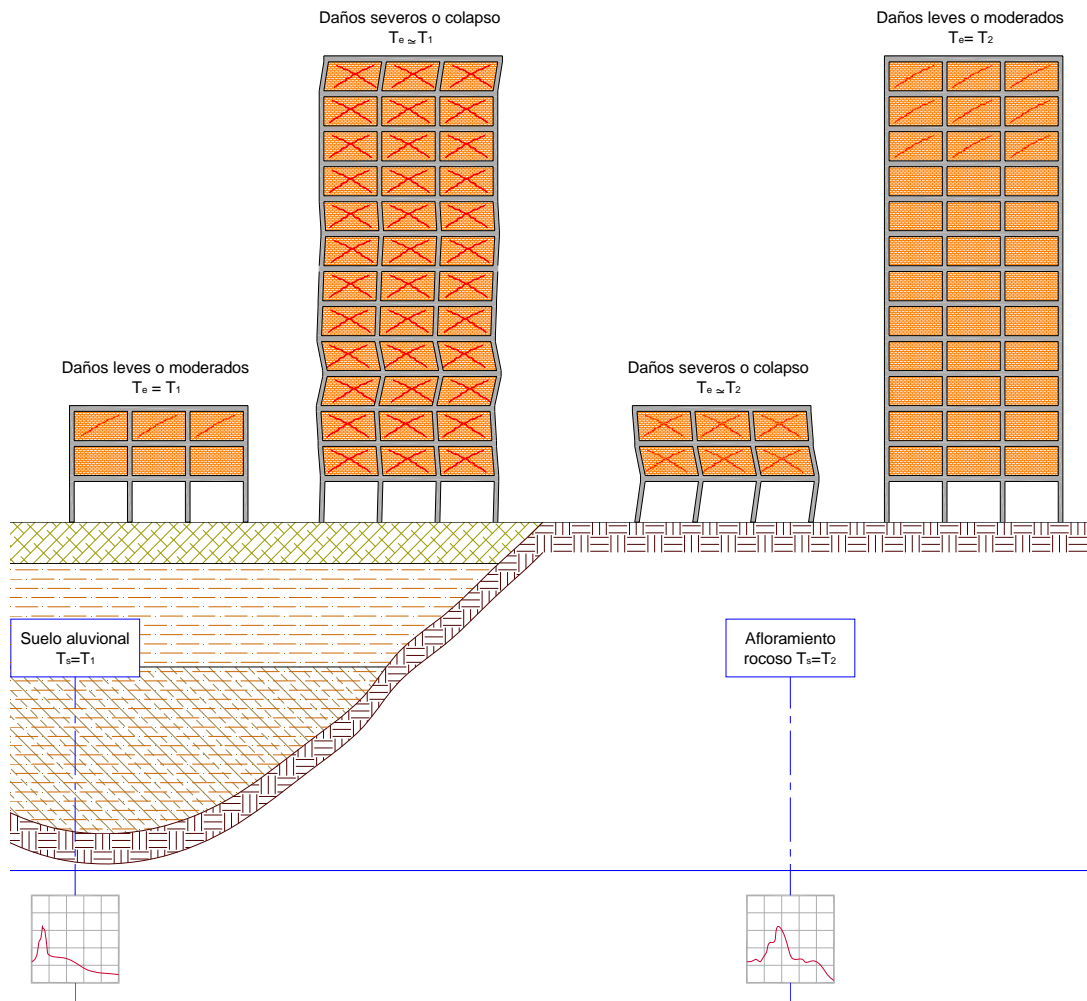 Daños severos o colapso
Te ≃ T1
Daños leves o moderados
Te= T2
Daños leves o moderados
Te = T1
Daños severos o colapso
Te ≃ T2
Suelo aluvional
Ts=T1
Afloramiento
rocoso Ts=T2